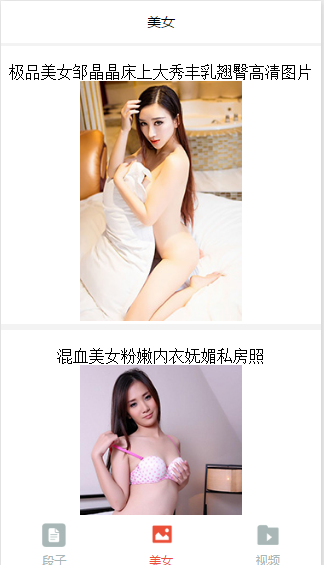 美女
极品美女邹晶晶床上大秀丰乳翘臀高清图片
混血美女粉嫩内衣妩媚私房照
段子
美女
视频